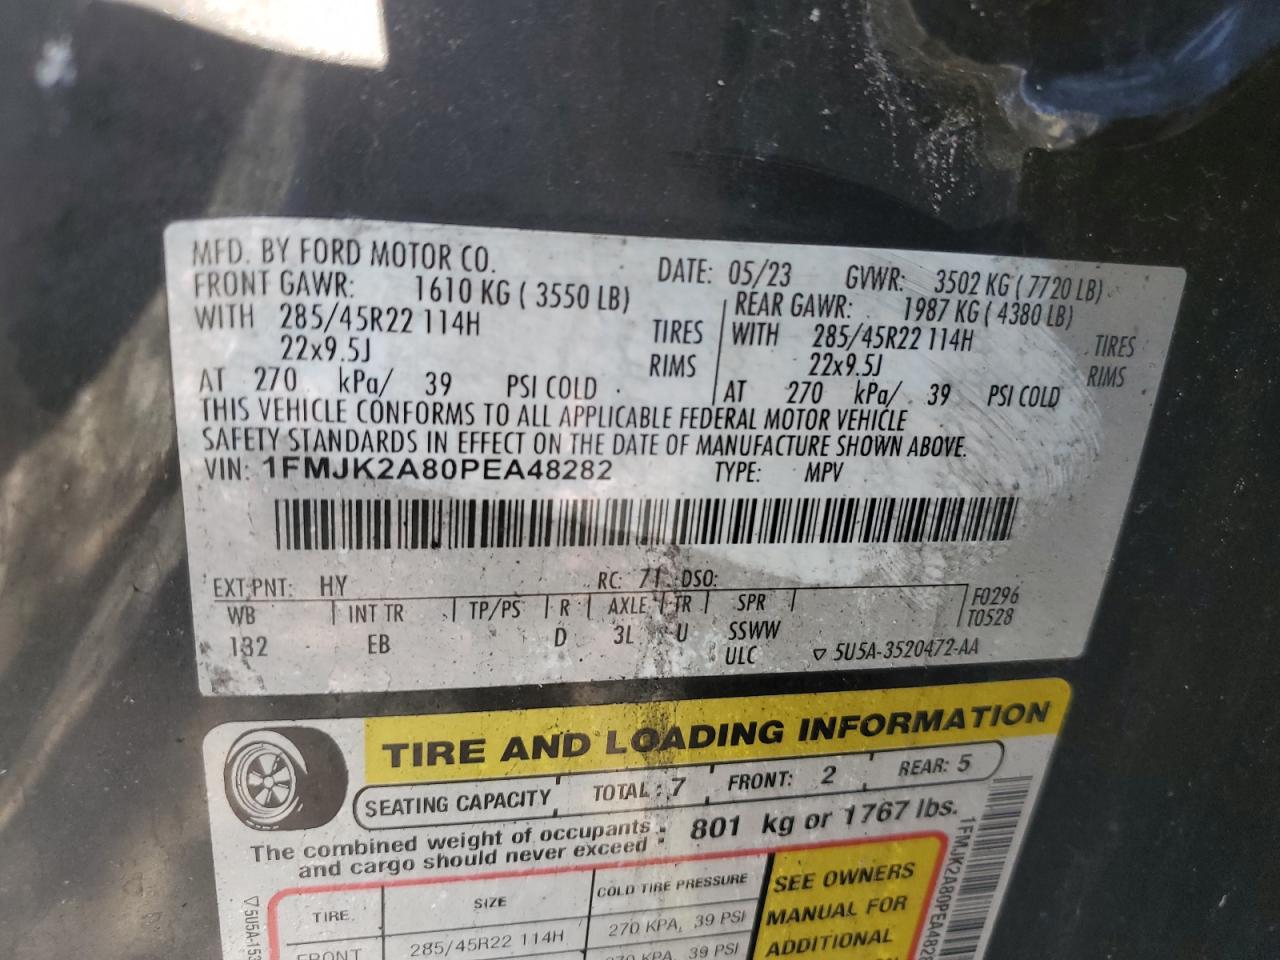 MFD. BY FORD MOTOR CO. DATE: 05/23 GVWR: 3502 KG ( 7720 LB)
FRONT GAWR: 1610 KG ( 3550 LB) REAR GAWR: 1987 KG ( 4380 LB)
WITH 285/45R22 114H TIRES WITH 285/45R22 114H TIRES
22x9.5J RIMS 22x9.5J RIMS
AT 270 kPa/ 39 PSI COLD AT 270 kPa/ 39 PSI COLD
THIS VEHICLE CONFORMS TO ALL APPLICABLE FEDERAL MOTOR VEHICLE
SAFETY STANDARDS IN EFFECT ON THE DATE OF MANUFACTURE SHOWN ABOVE.
VIN: 1FMJK2A80PEA48282 TYPE: MPV
EXT PNT: HY RC: 71 DSO:
WB INT TR TP/PS R AXLE TR SPR F0296
T0528
132 EB D 3L U SSWW
ULC ▽ 5U5A-3520472-AA
TIRE AND LOADING INFORMATION
SEATING CAPACITY TOTAL : 7 FRONT: 2 REAR: 5
The combined weight of occupants and cargo should never exceed : 801 kg or 1767 lbs.
TIRE SIZE COLD TIRE PRESSURE
FRONT 285/45R22 114H 270 KPA, 39 PSI
270 KPA, 39 PSI
SEE OWNERS
MANUAL FOR
ADDITIONAL
1FMJK2A80PEA4828
▽5U5A-153